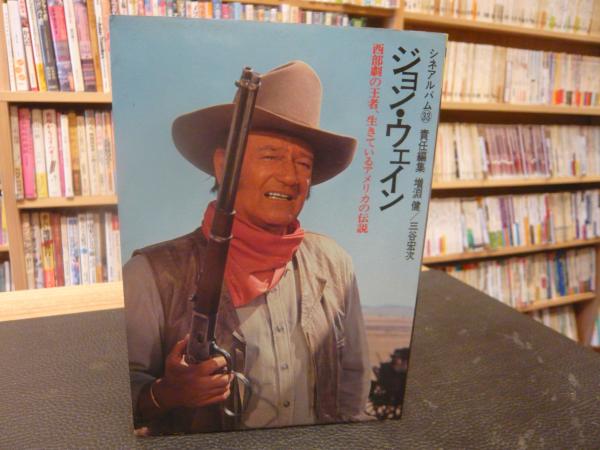 シネアルバム㉝ 責任編集 増淵 健／三谷宏次
ジョン・ウェイン
西部劇の王者、生きているアメリカの伝説